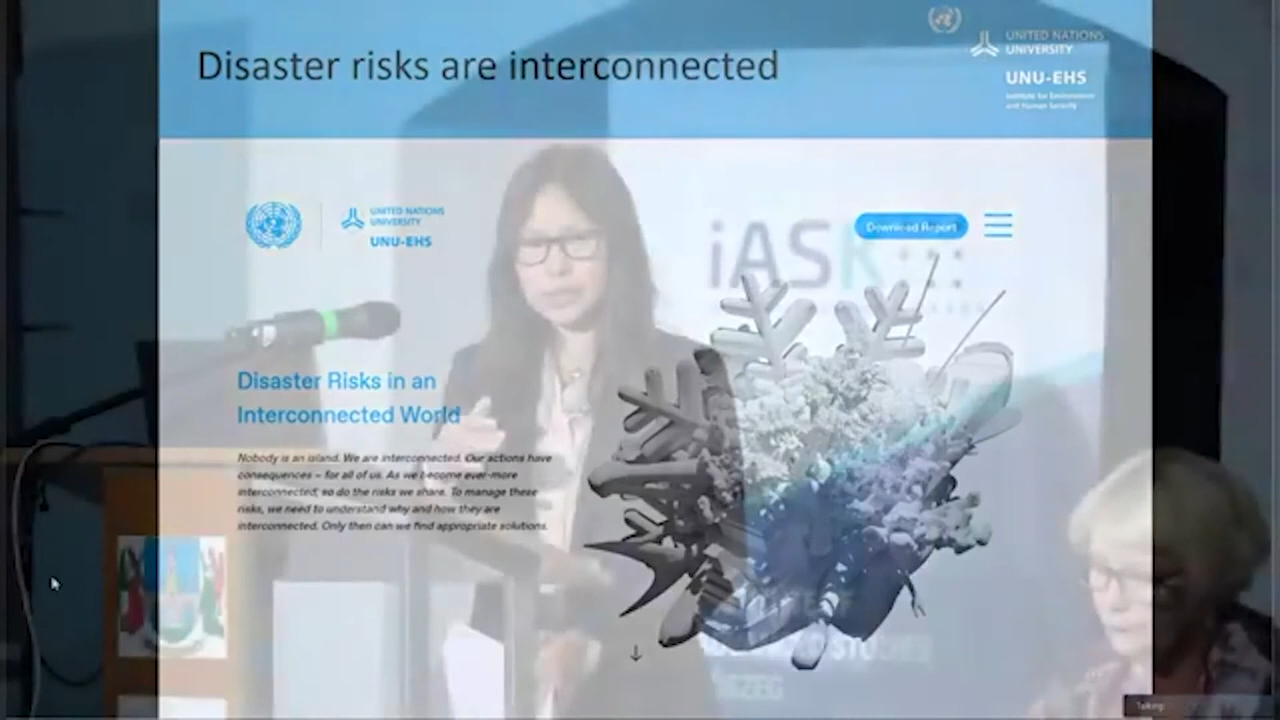 Disaster risks are interconnected
UNITED NATIONS
UNIVERSITY
UNU-EHS
Institute for Environment
and Human Security
UNITED NATIONS
UNIVERSITY
UNU-EHS
Download Report
iASK
Disaster Risks in an
Interconnected World
Nobody is an island. We are interconnected. Our actions have
consequences – for all of us. As we become ever-more
interconnected, so do the risks we share. To manage these
risks, we need to understand why and how they are
interconnected. Only then can we find appropriate solutions.
Talking: